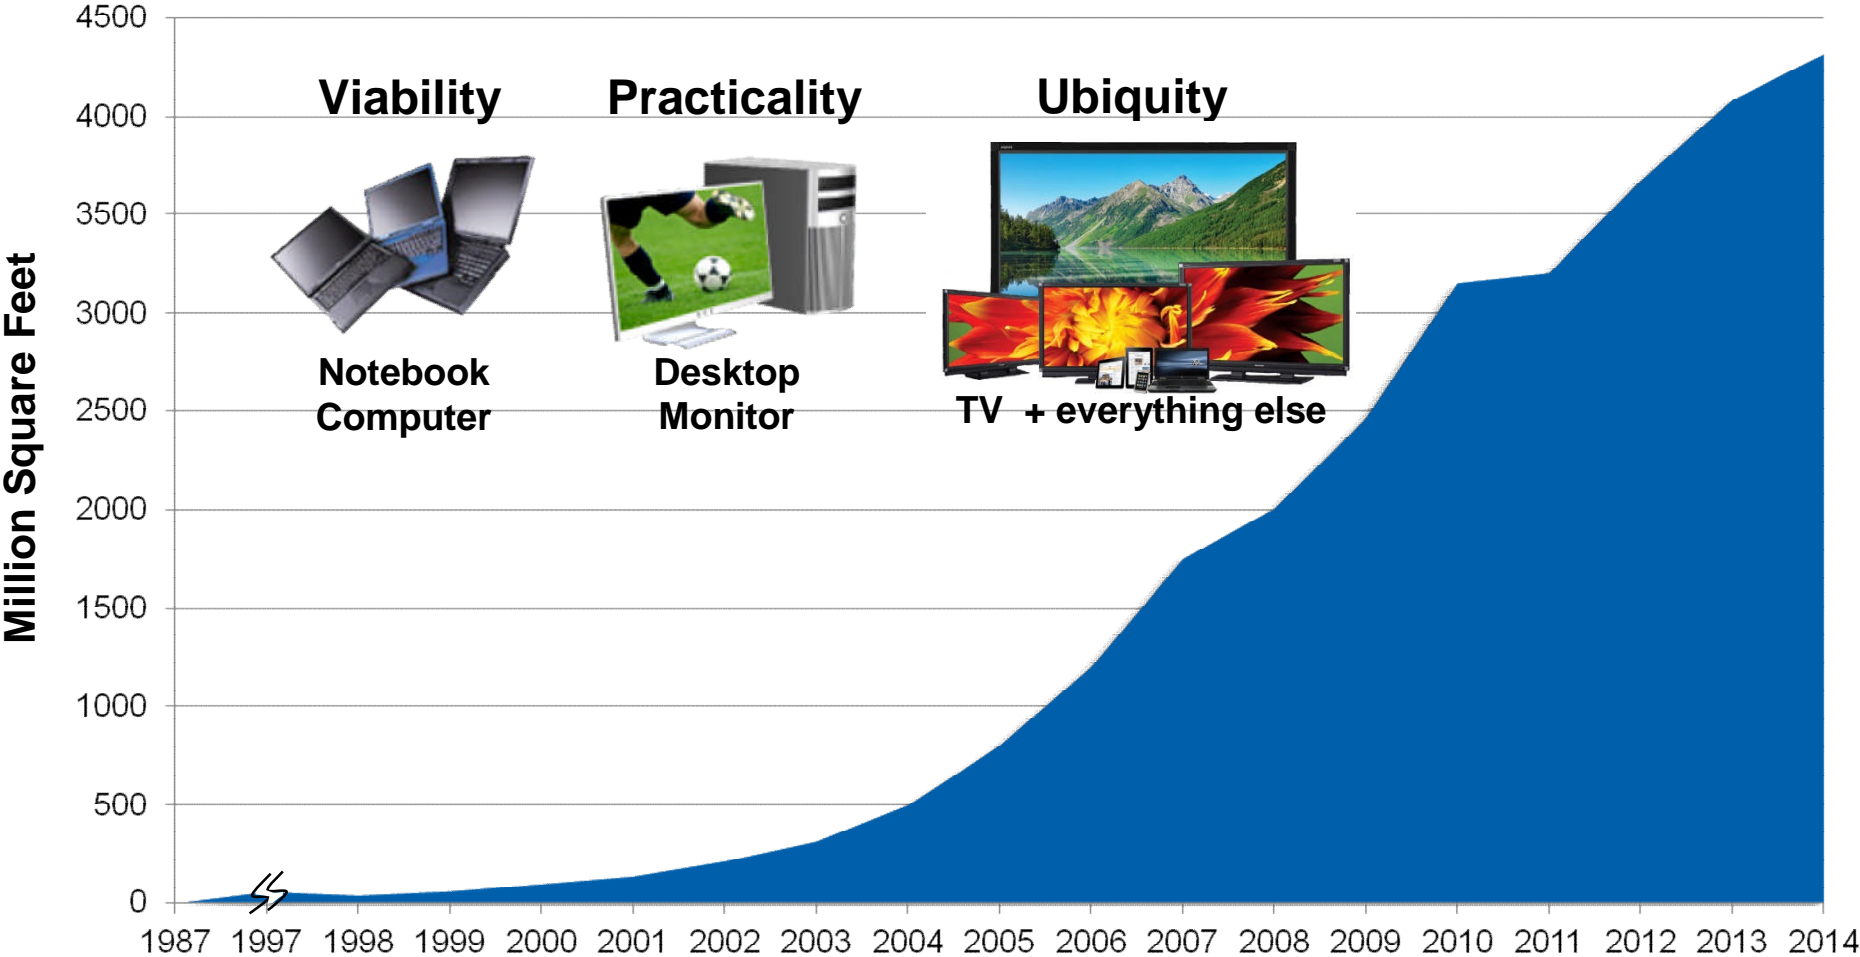 4500
4000
3500
3000
2500
2000
1500
1000
500
0
Million Square Feet
Viability
Practicality
Ubiquity
Notebook
Computer
Desktop
Monitor
TV + everything else
1987 1997 1998 1999 2000 2001 2002 2003 2004 2005 2006 2007 2008 2009 2010 2011 2012 2013 2014